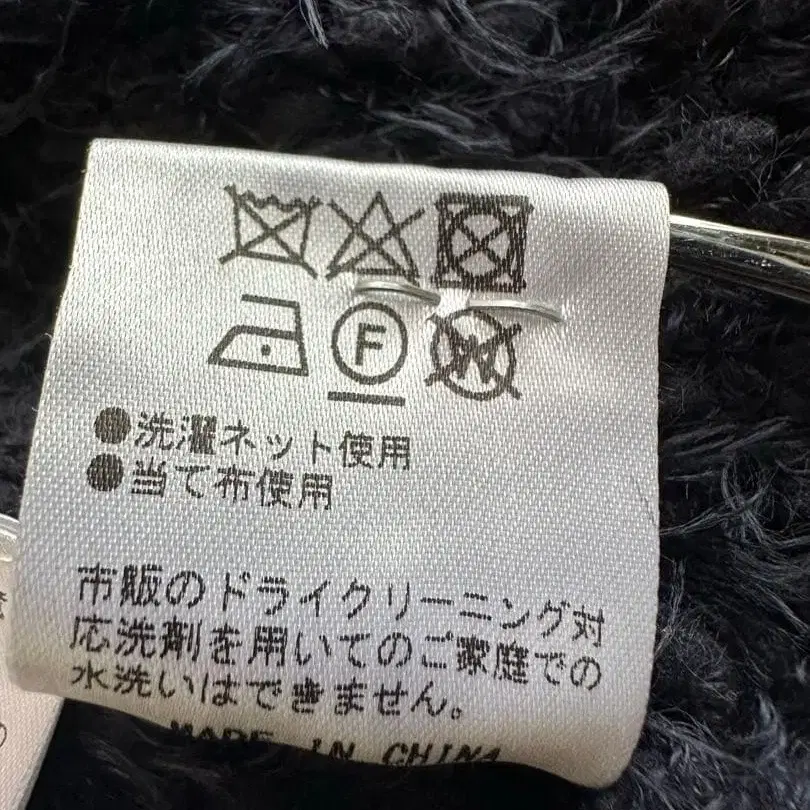 F W
●洗濯ネット使用
●当て布使用
市販のドライクリーニング対
応洗剤を用いてのご家庭での
水洗いはできません。
MADE IN CHINA